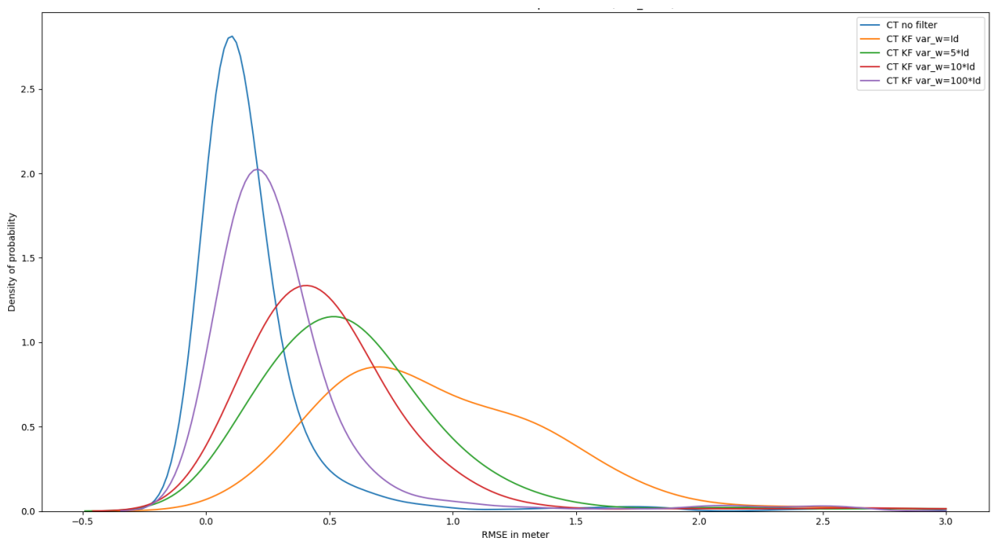 CT no filter
CT KF var_w=Id
CT KF var_w=5*Id
CT KF var_w=10*Id
CT KF var_w=100*Id
Density of probability
2.5
2.0
1.5
1.0
0.5
0.0
−0.5 0.0 0.5 1.0 1.5 2.0 2.5 3.0
RMSE in meter